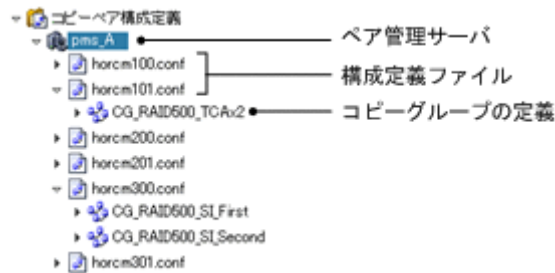 コピーペア構成定義
pms_A
ペア管理サーバ
horcm100.conf
構成定義ファイル
horcm101.conf
CG_RAID500_TCAx2
コピーグループの定義
horcm200.conf
horcm201.conf
horcm300.conf
CG_RAID500_SI_First
CG_RAID500_SI_Second
horcm301.conf